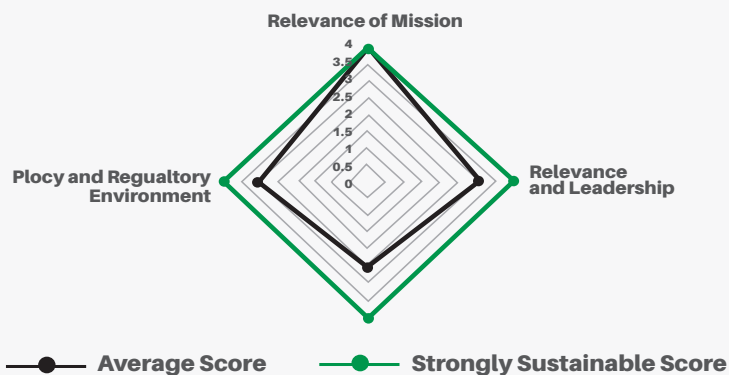 Relevance of Mission
4
3.5
3
2.5
2
1.5
1
0.5
0
Plocy and Regualtory
Environment
Relevance
and Leadership
Average Score
Strongly Sustainable Score